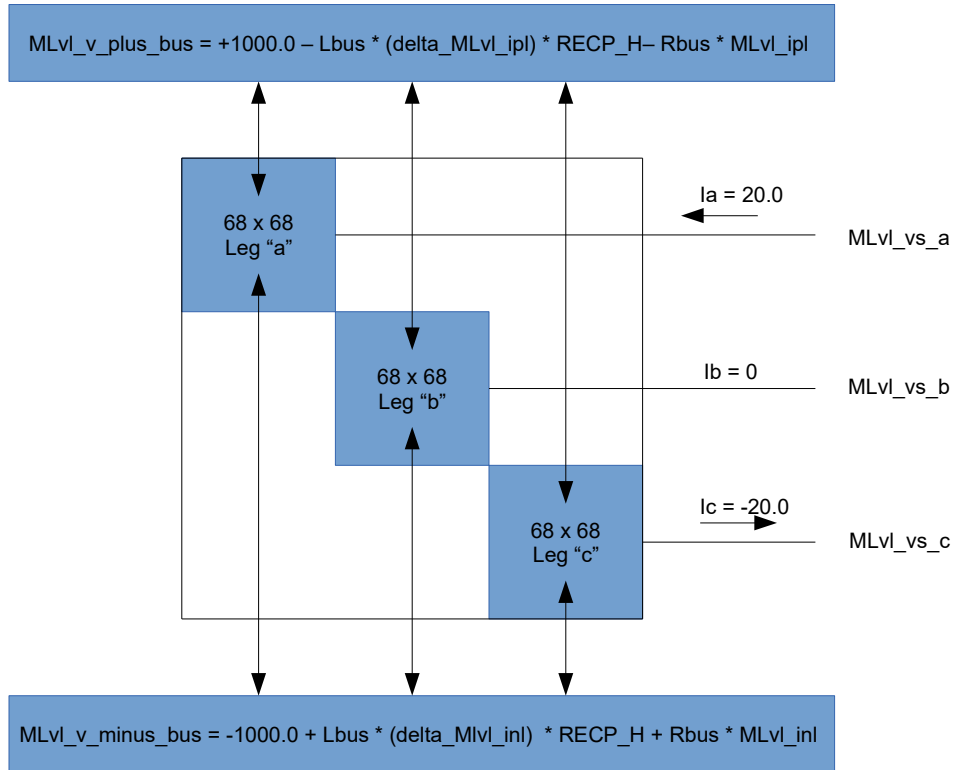 MLvl_v_plus_bus = +1000.0 – Lbus * (delta_MLvl_ipl) * RECP_H– Rbus * MLvl_ipl
68 x 68
Leg “a”
Ia = 20.0
MLvl_vs_a
68 x 68
Leg “b”
Ib = 0
MLvl_vs_b
68 x 68
Leg “c”
Ic = -20.0
MLvl_vs_c
MLvl_v_minus_bus = -1000.0 + Lbus * (delta_Mlvl_inl) * RECP_H + Rbus * MLvl_inl